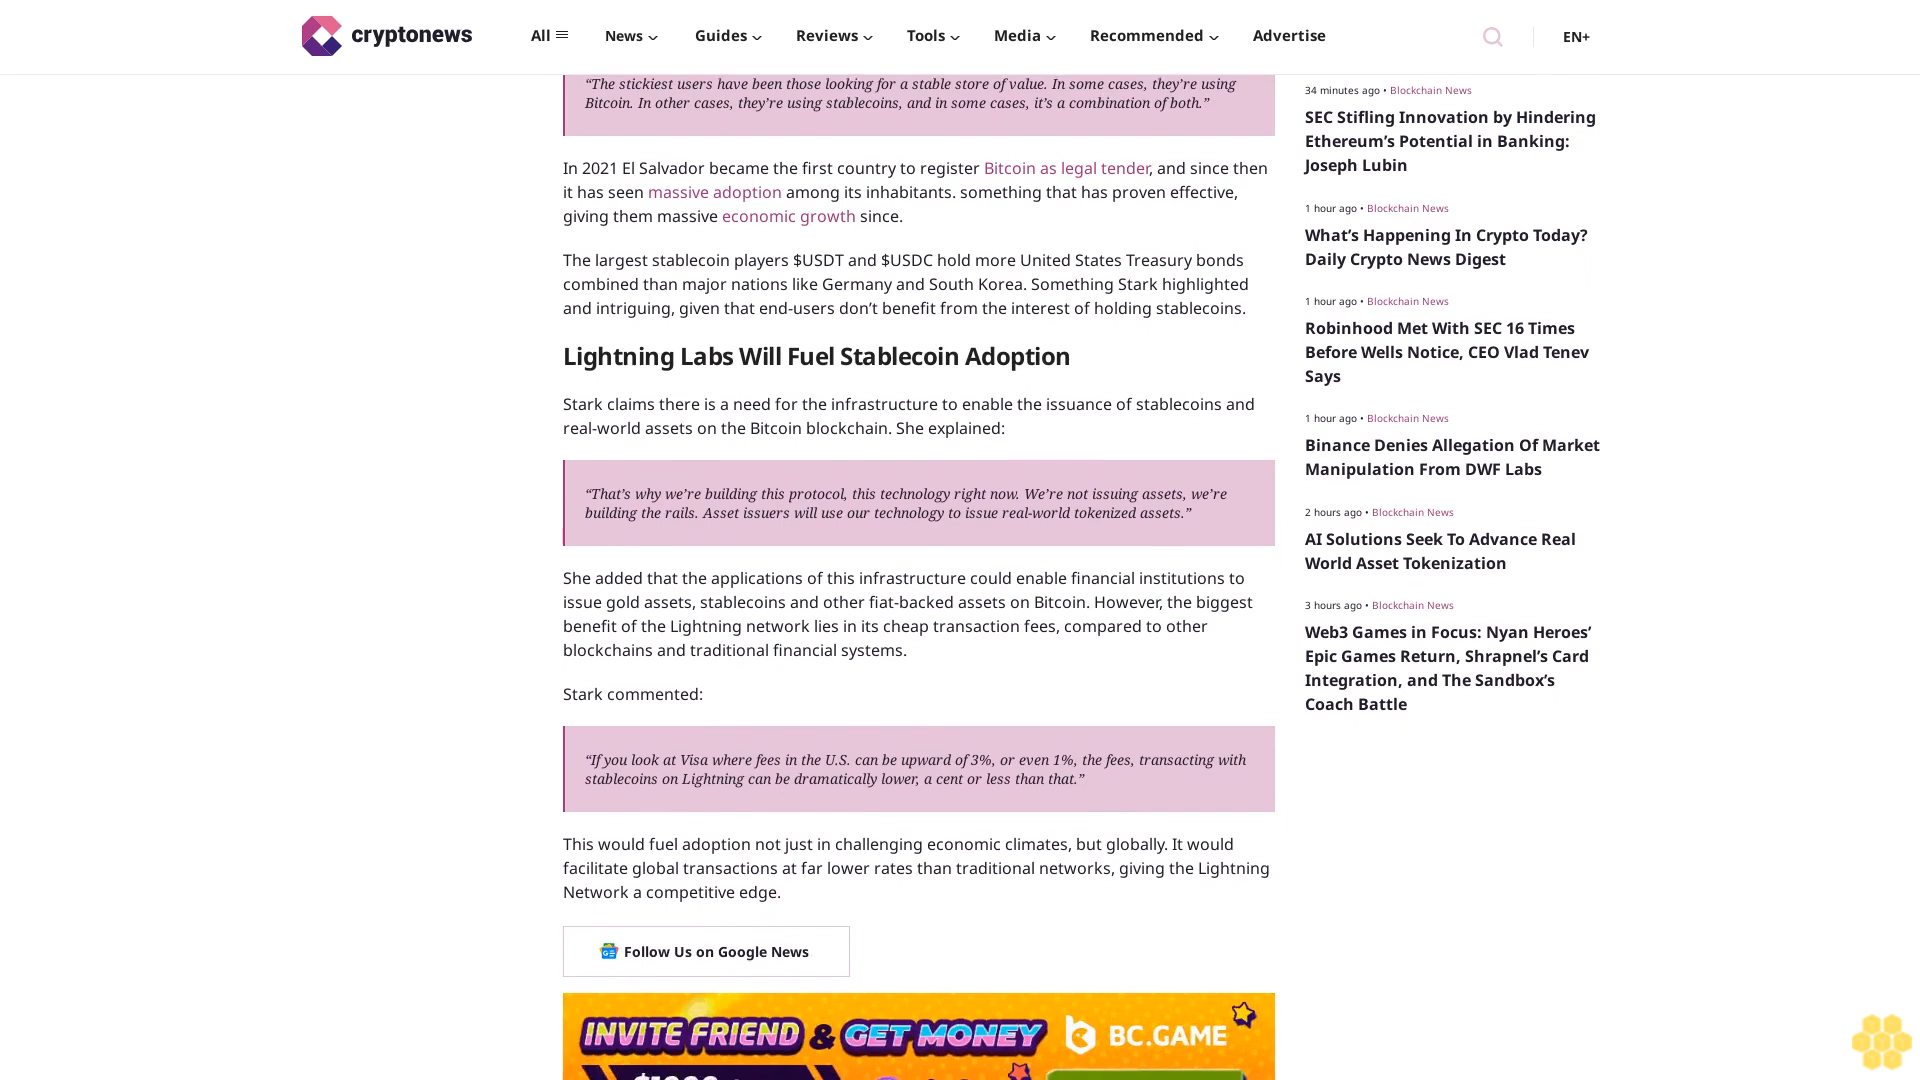 cryptonews
All
News
Guides
Reviews
Tools
Media
Recommended
Advertise
EN+
“The stickiest users have been those looking for a stable store of value. In some cases, they’re using
Bitcoin. In other cases, they’re using stablecoins, and in some cases, it’s a combination of both.”
In 2021 El Salvador became the first country to register Bitcoin as legal tender, and since then
it has seen massive adoption among its inhabitants. something that has proven effective,
giving them massive economic growth since.
The largest stablecoin players $USDT and $USDC hold more United States Treasury bonds
combined than major nations like Germany and South Korea. Something Stark highlighted
and intriguing, given that end-users don’t benefit from the interest of holding stablecoins.
Lightning Labs Will Fuel Stablecoin Adoption
Stark claims there is a need for the infrastructure to enable the issuance of stablecoins and
real-world assets on the Bitcoin blockchain. She explained:
“That’s why we’re building this protocol, this technology right now. We’re not issuing assets, we’re
building the rails. Asset issuers will use our technology to issue real-world tokenized assets.”
She added that the applications of this infrastructure could enable financial institutions to
issue gold assets, stablecoins and other fiat-backed assets on Bitcoin. However, the biggest
benefit of the Lightning network lies in its cheap transaction fees, compared to other
blockchains and traditional financial systems.
Stark commented:
“If you look at Visa where fees in the U.S. can be upward of 3%, or even 1%, the fees, transacting with
stablecoins on Lightning can be dramatically lower, a cent or less than that.”
This would fuel adoption not just in challenging economic climates, but globally. It would
facilitate global transactions at far lower rates than traditional networks, giving the Lightning
Network a competitive edge.
Follow Us on Google News
INVITE FRIEND & GET MONEY
BC.GAME
34 minutes ago • Blockchain News
SEC Stifling Innovation by Hindering
Ethereum’s Potential in Banking:
Joseph Lubin
1 hour ago • Blockchain News
What’s Happening In Crypto Today?
Daily Crypto News Digest
1 hour ago • Blockchain News
Robinhood Met With SEC 16 Times
Before Wells Notice, CEO Vlad Tenev
Says
1 hour ago • Blockchain News
Binance Denies Allegation Of Market
Manipulation From DWF Labs
2 hours ago • Blockchain News
AI Solutions Seek To Advance Real
World Asset Tokenization
3 hours ago • Blockchain News
Web3 Games in Focus: Nyan Heroes’
Epic Games Return, Shrapnel’s Card
Integration, and The Sandbox’s
Coach Battle